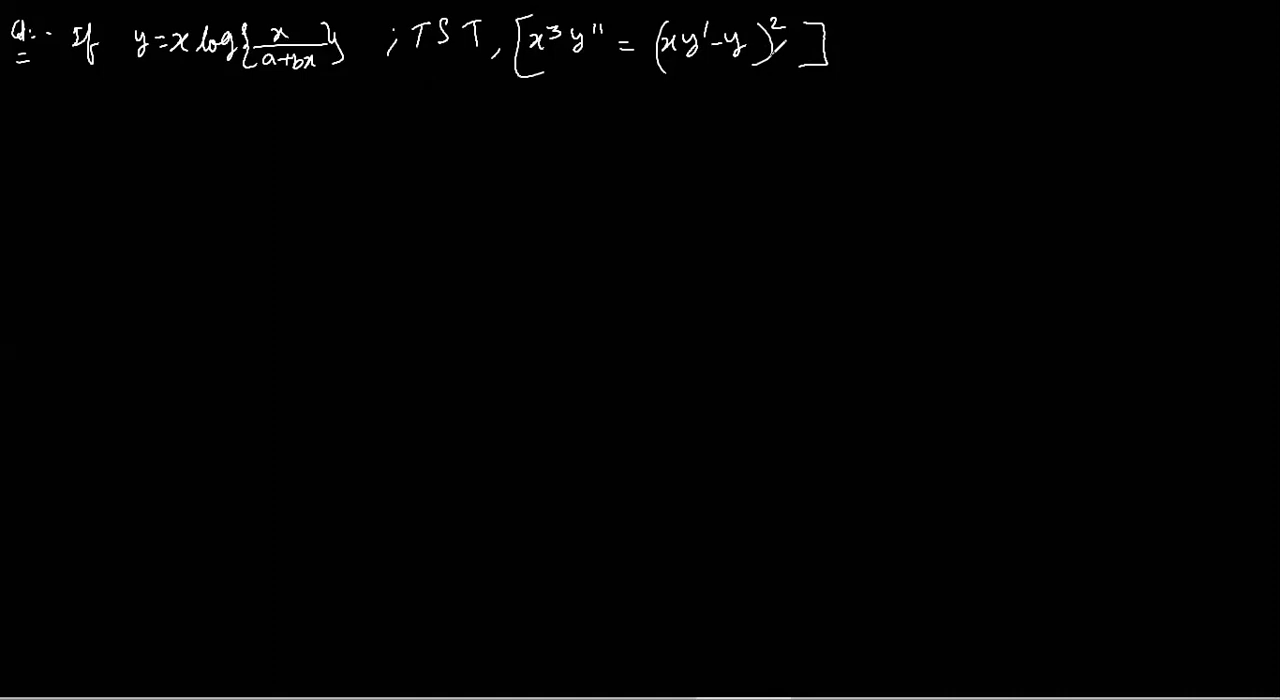 Q:- If y = x log{x/(a+bx)} ; TST, [x³y'' = (xy' - y)²]